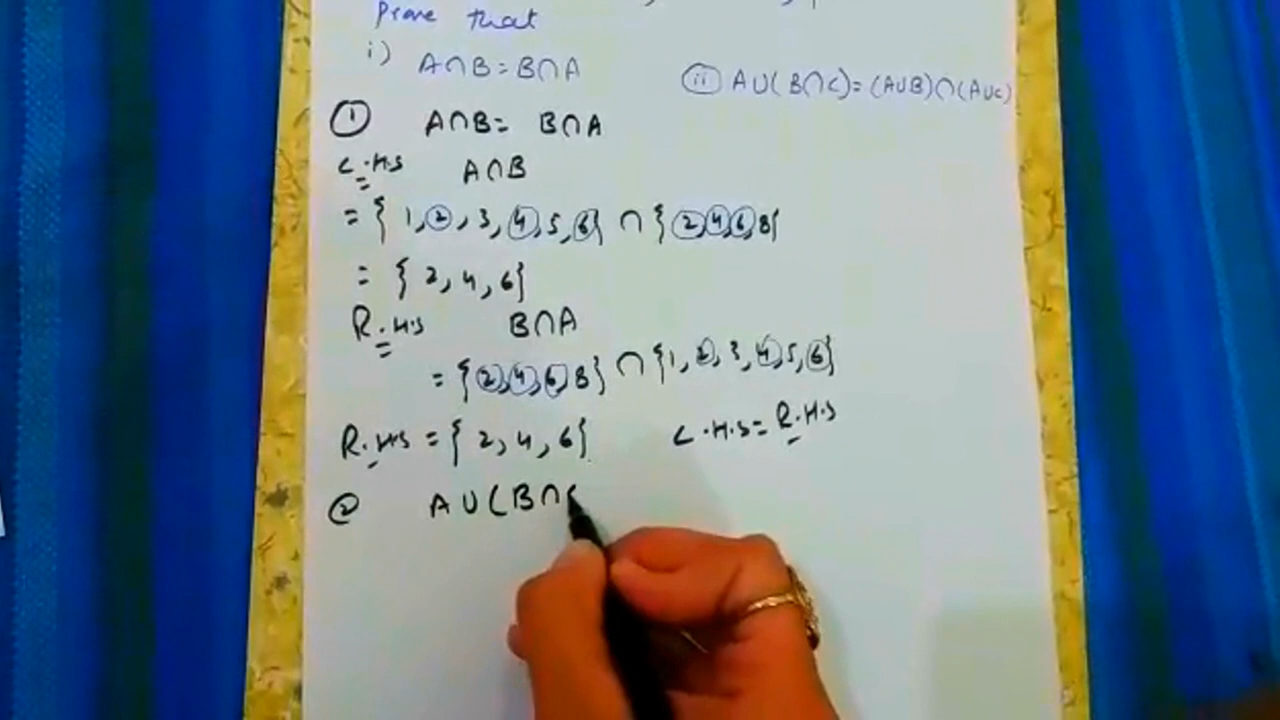 Prove that
i) A∩B=B∩A
ii A∪(B∩C)=(A∪B)∩(A∪C)
1 A∩B= B∩A
L.H.S A∩B
={1,2,3,4,5,6}∩{2,4,6,8}
={2,4,6}
R.H.S B∩A
={2,4,6,8}∩{1,2,3,4,5,6}
R.H.S={2,4,6} L.H.S=R.H.S
2 A∪(B∩